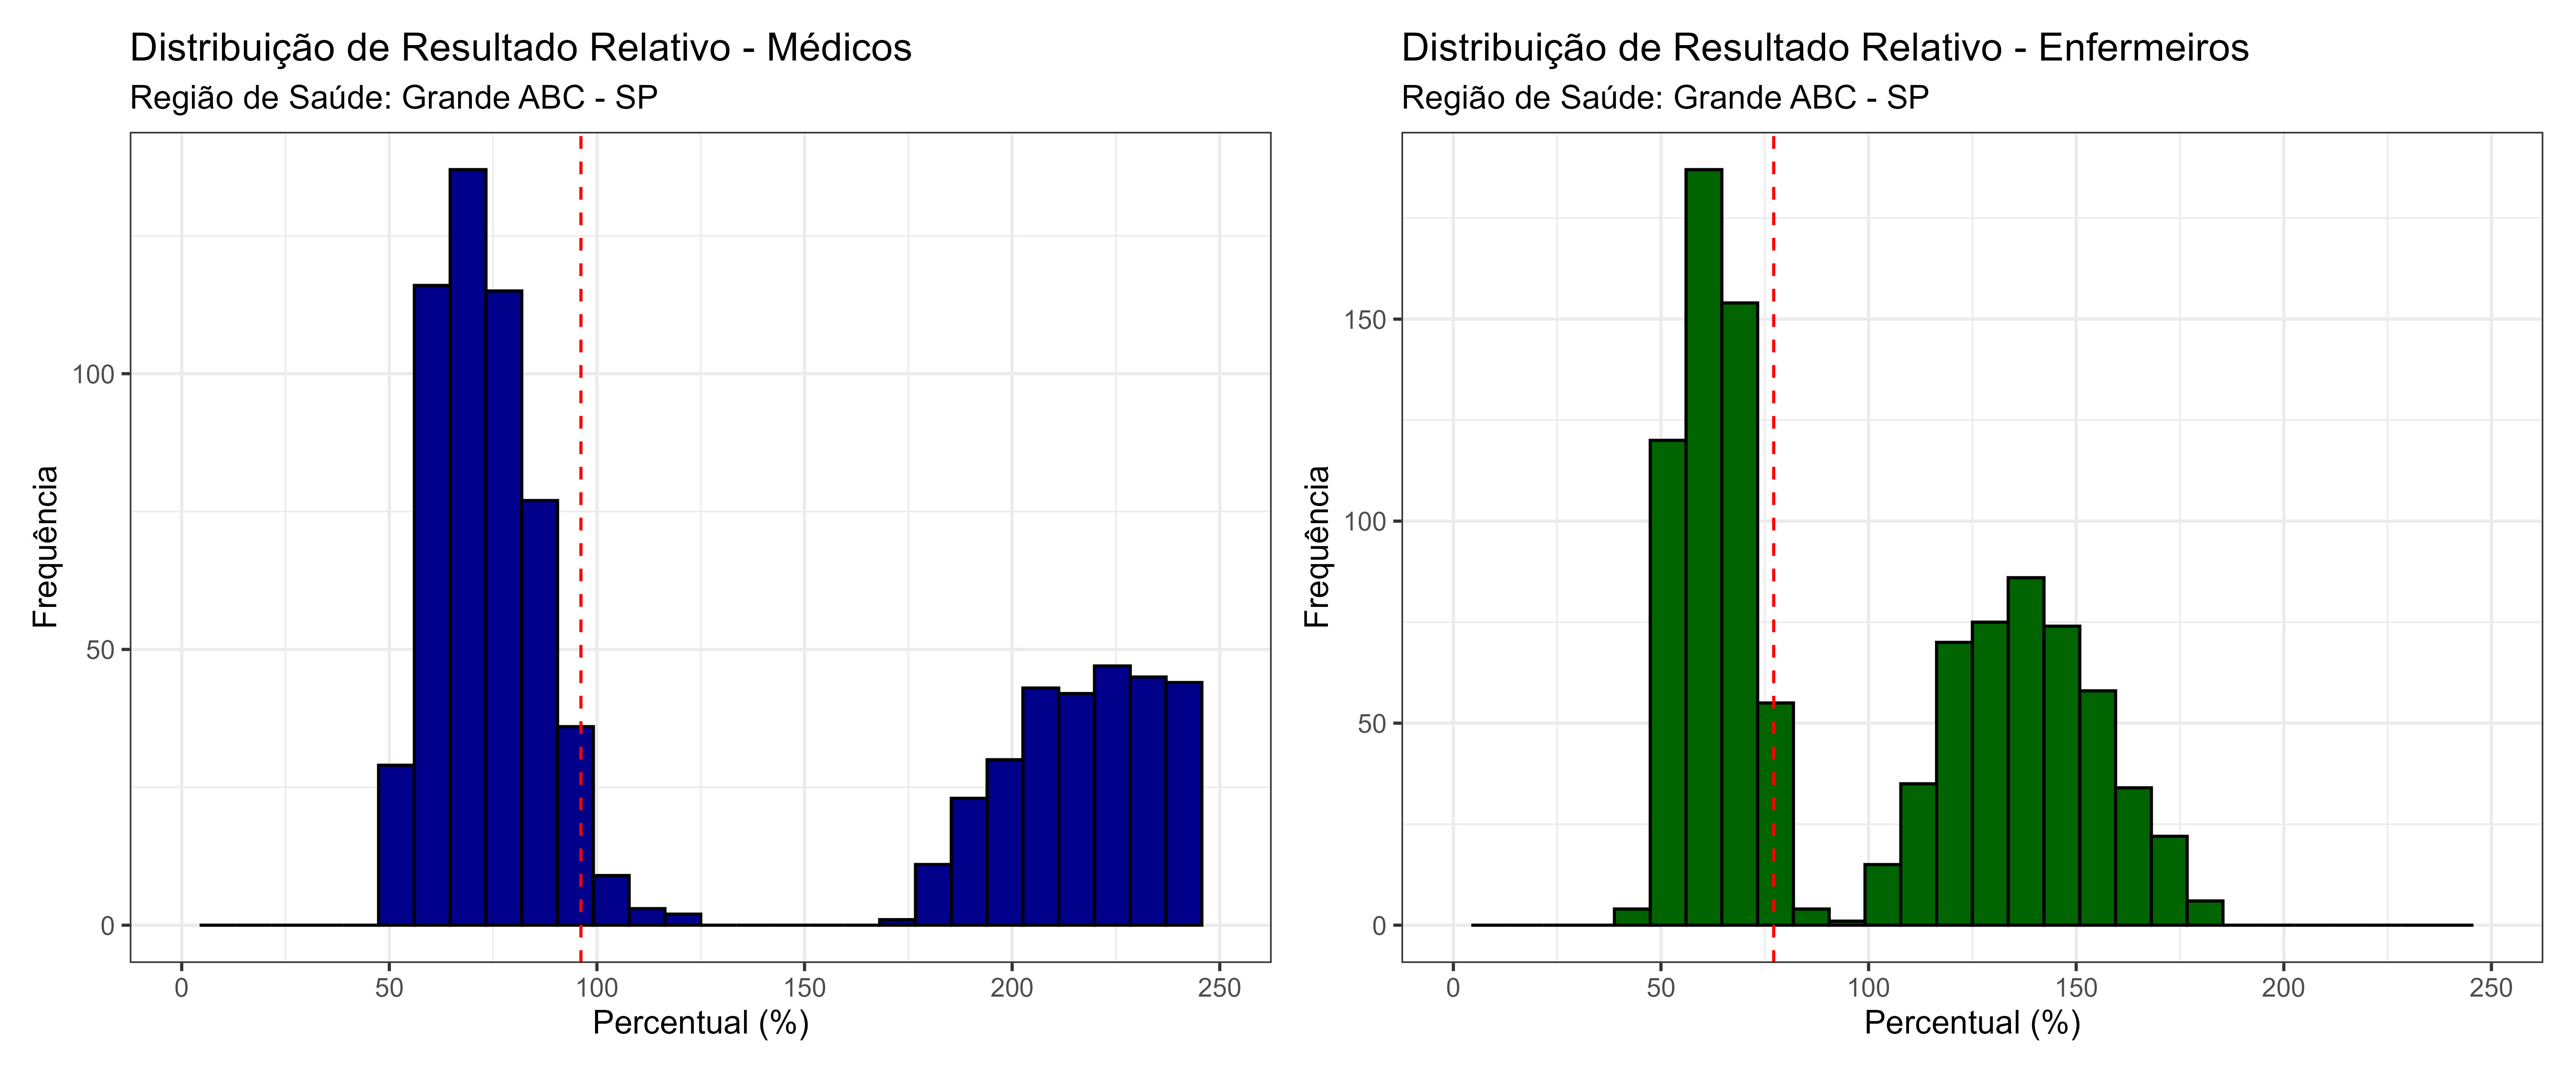 Distribuição de Resultado Relativo - Médicos
Região de Saúde: Grande ABC - SP
Frequência
100
50
0
0 50 100 150 200 250
Percentual (%)
Distribuição de Resultado Relativo - Enfermeiros
Região de Saúde: Grande ABC - SP
Frequência
150
100
50
0
0 50 100 150 200 250
Percentual (%)